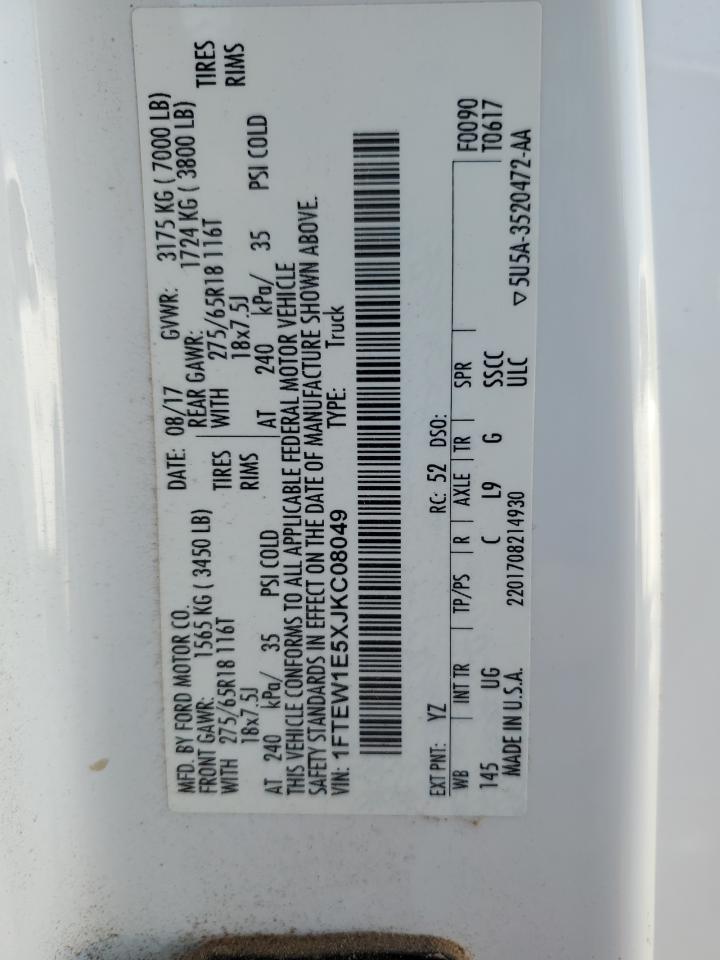 MFD. BY FORD MOTOR CO. DATE: 08/17 GVWR: 3175 KG ( 7000 LB)
FRONT GAWR: 1565 KG ( 3450 LB) REAR GAWR: 1724 KG ( 3800 LB)
WITH 275/65R18 116T TIRES WITH 275/65R18 116T TIRES
18x7.5J RIMS 18x7.5J RIMS
AT 240 kPa/ 35 PSI COLD AT 240 kPa/ 35 PSI COLD
THIS VEHICLE CONFORMS TO ALL APPLICABLE FEDERAL MOTOR VEHICLE
SAFETY STANDARDS IN EFFECT ON THE DATE OF MANUFACTURE SHOWN ABOVE.
VIN: 1FTEW1E5XJKC08049 TYPE: Truck
EXT PNT: YZ RC: 52 DSO: F0090
WB INT TR TP/PS R AXLE TR SPR T0617
145 UG C L9 G SSCC
MADE IN U.S.A. 2201708214930 ULC ▽ 5U5A-3520472-AA